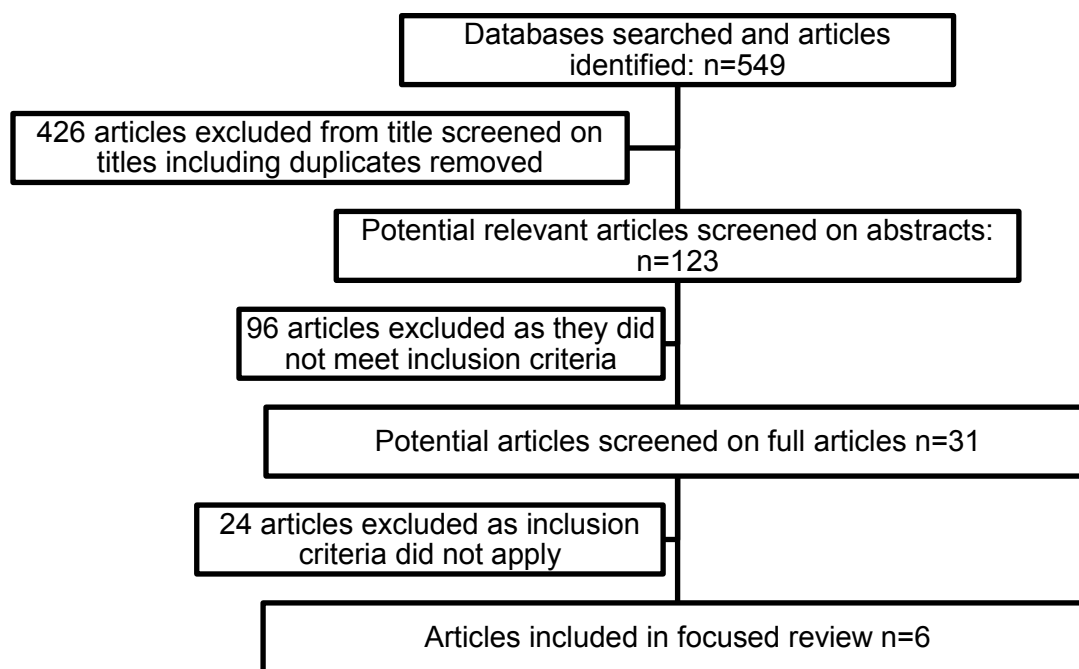 Databases searched and articles
identified: n=549
426 articles excluded from title screened on
titles including duplicates removed
Potential relevant articles screened on abstracts:
n=123
96 articles excluded as they did
not meet inclusion criteria
Potential articles screened on full articles n=31
24 articles excluded as inclusion
criteria did not apply
Articles included in focused review n=6